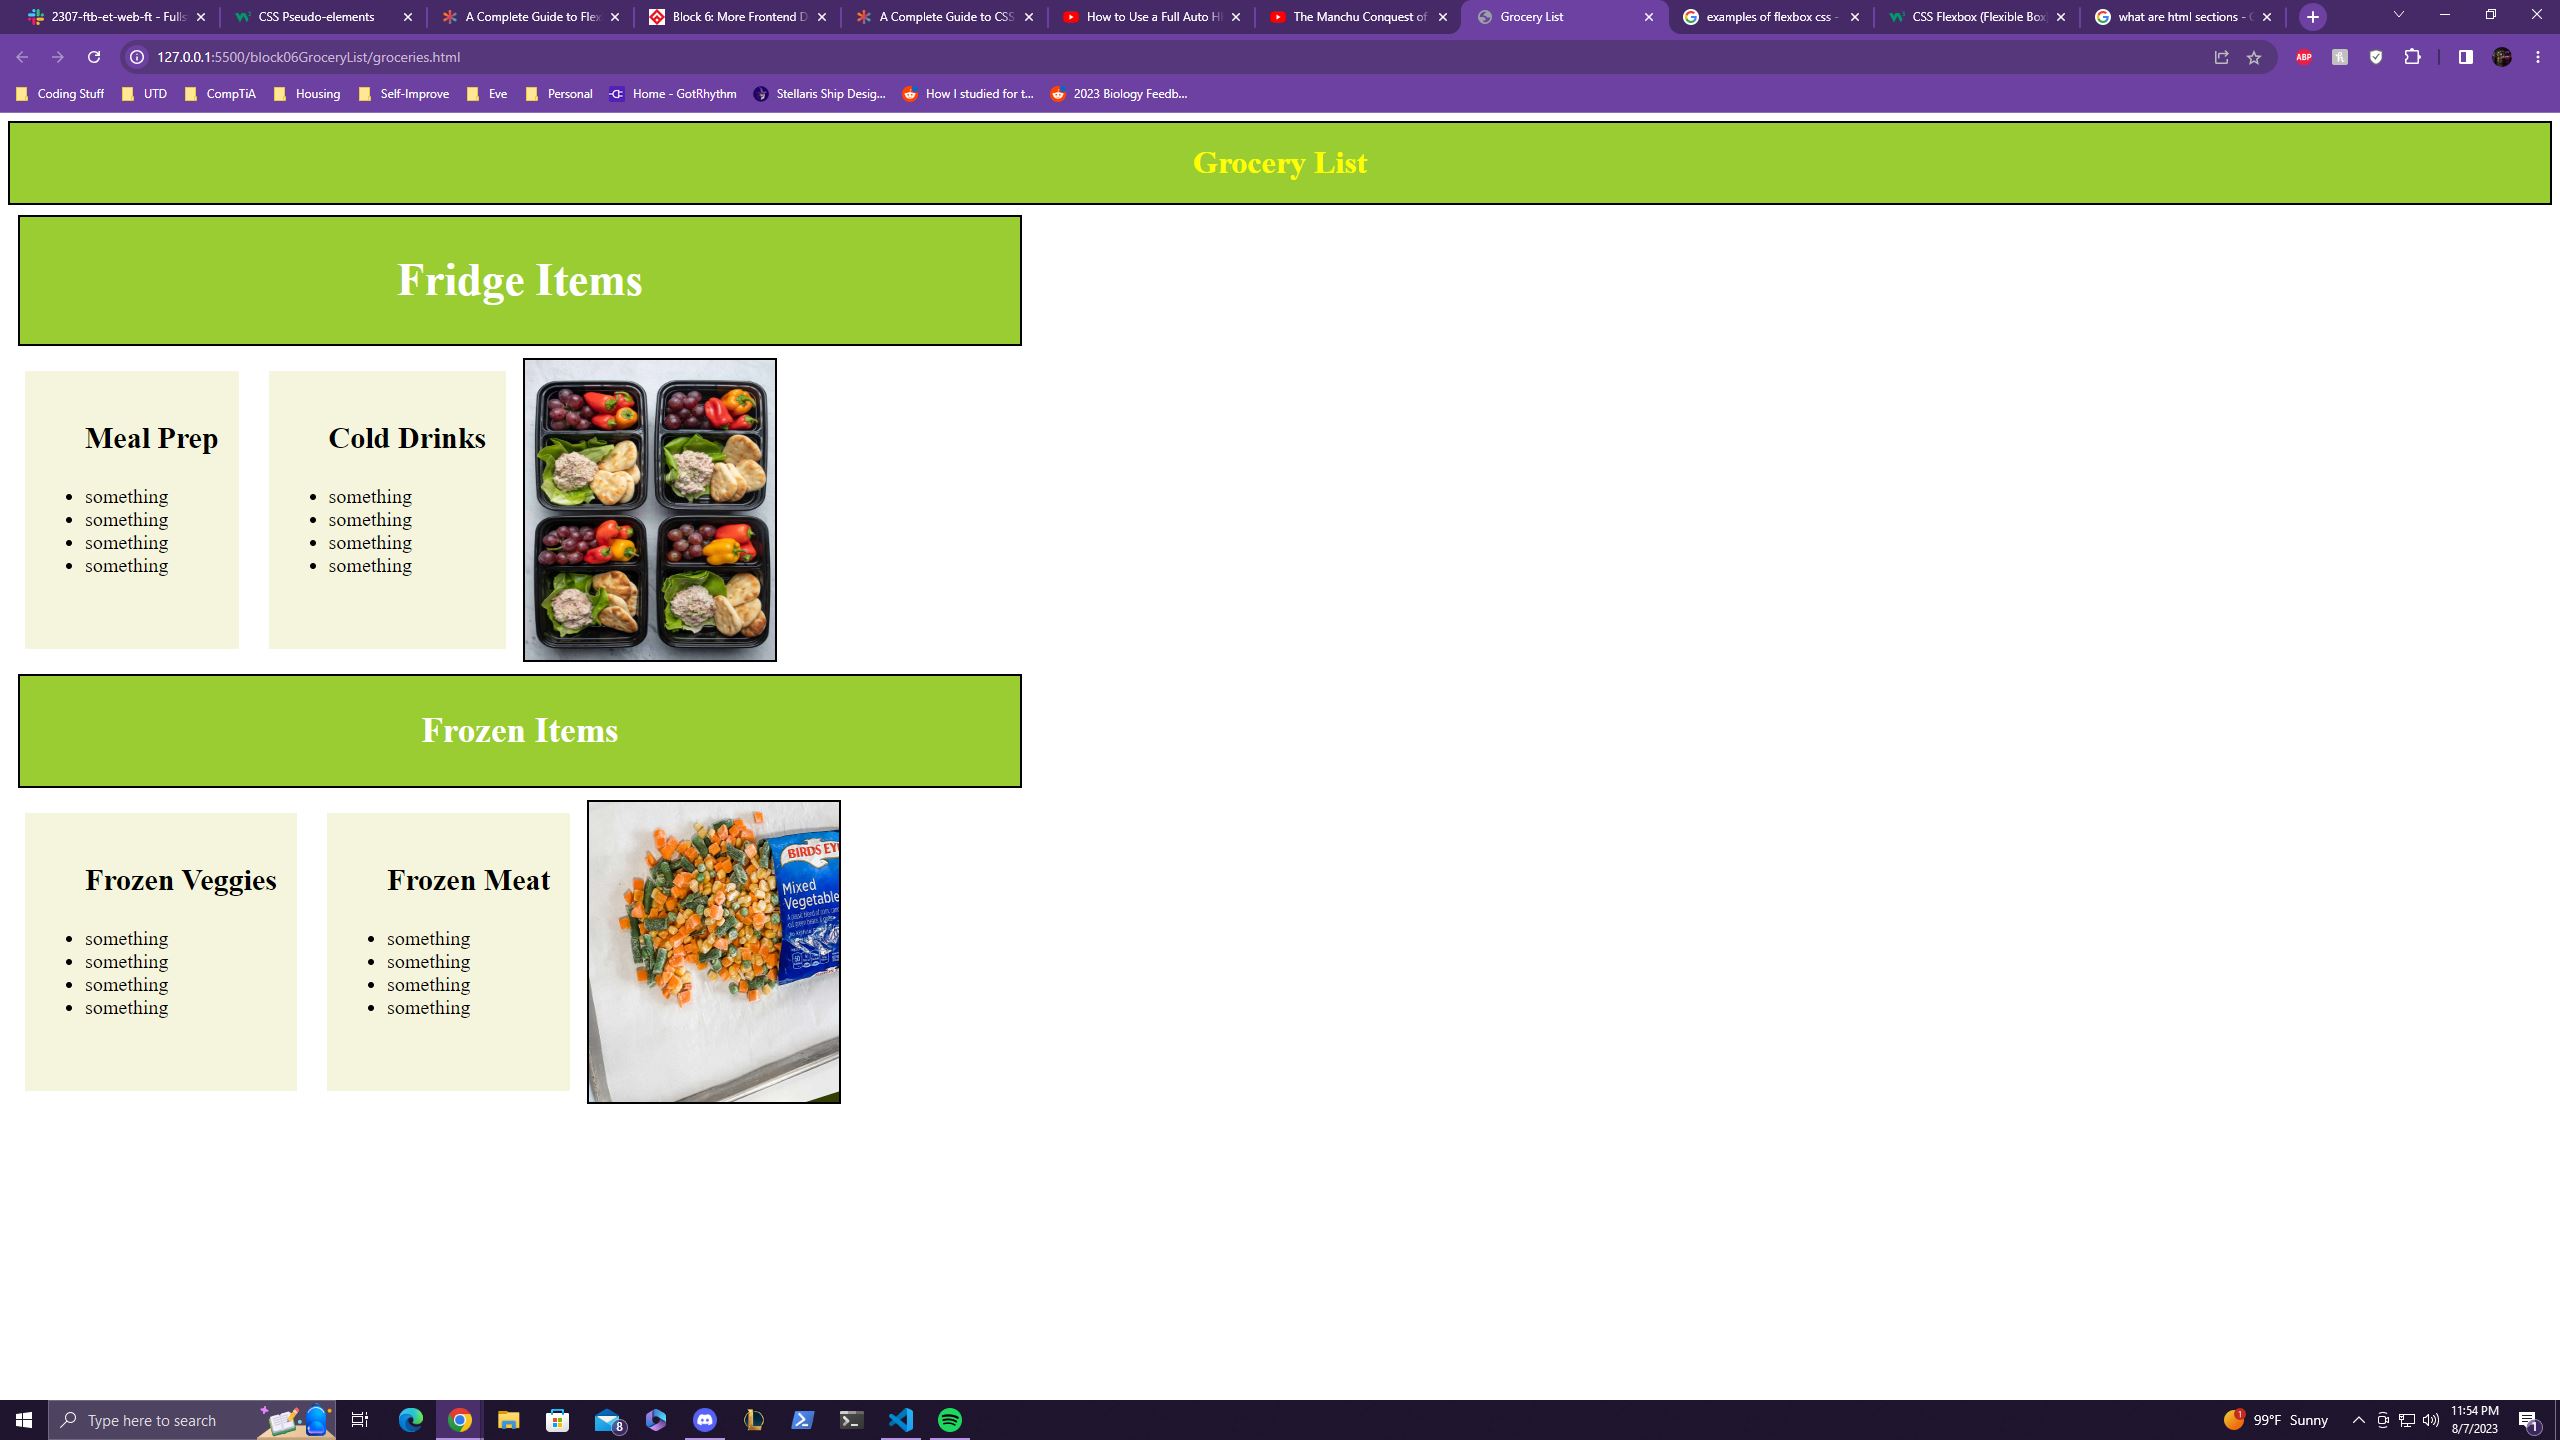 2307-ftb-et-web-ft - Fulls
CSS Pseudo-elements
A Complete Guide to Flex
Block 6: More Frontend D
A Complete Guide to CSS
How to Use a Full Auto H
The Manchu Conquest of
Grocery List
examples of flexbox css -
CSS Flexbox (Flexible Box)
what are html sections - G
127.0.0.1:5500/block06GroceryList/groceries.html
ABP
Coding Stuff
UTD
CompTiA
Housing
Self-Improve
Eve
Personal
Home - GotRhythm
Stellaris Ship Desig...
How I studied for t...
2023 Biology Feedb...
Grocery List
Fridge Items
Meal Prep
something
something
something
something
Cold Drinks
something
something
something
something
Frozen Items
Frozen Veggies
something
something
something
something
Frozen Meat
something
something
something
something
BIRDS EY
Mixed
Vegetable
Type here to search
8
1
99°F Sunny
11:54 PM
8/7/2023
1